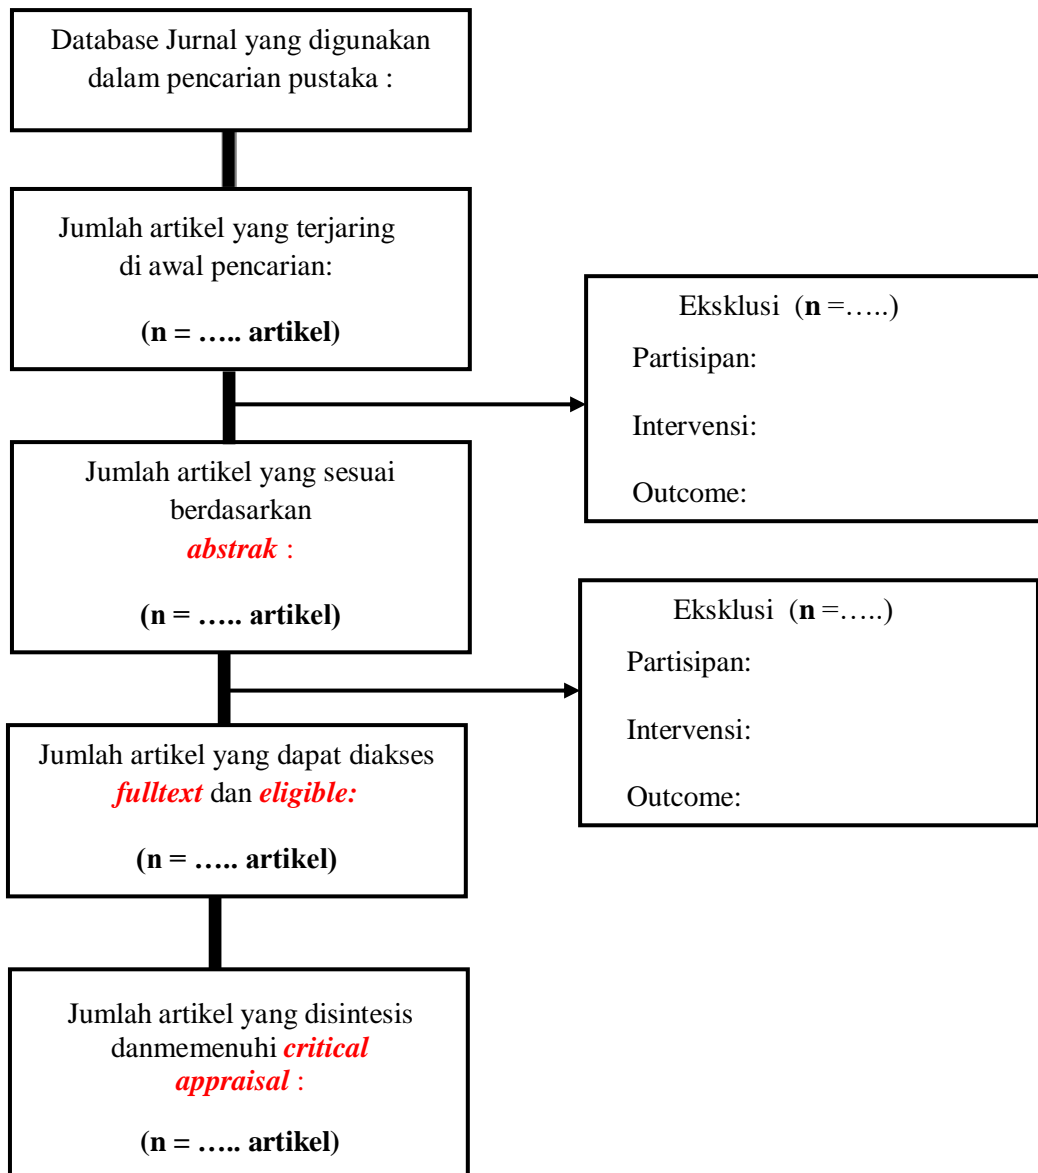 Database Jurnal yang digunakan
dalam pencarian pustaka :
Jumlah artikel yang terjaring
di awal pencarian:
(n = ….. artikel)
Eksklusi (n =…..)
Partisipan:
Intervensi:
Outcome:
Jumlah artikel yang sesuai
berdasarkan
abstrak :
(n = ….. artikel)
Eksklusi (n =…..)
Partisipan:
Intervensi:
Outcome:
Jumlah artikel yang dapat diakses
fulltext dan eligible:
(n = ….. artikel)
Jumlah artikel yang disintesis
danmemenuhi critical
appraisal :
(n = ….. artikel)